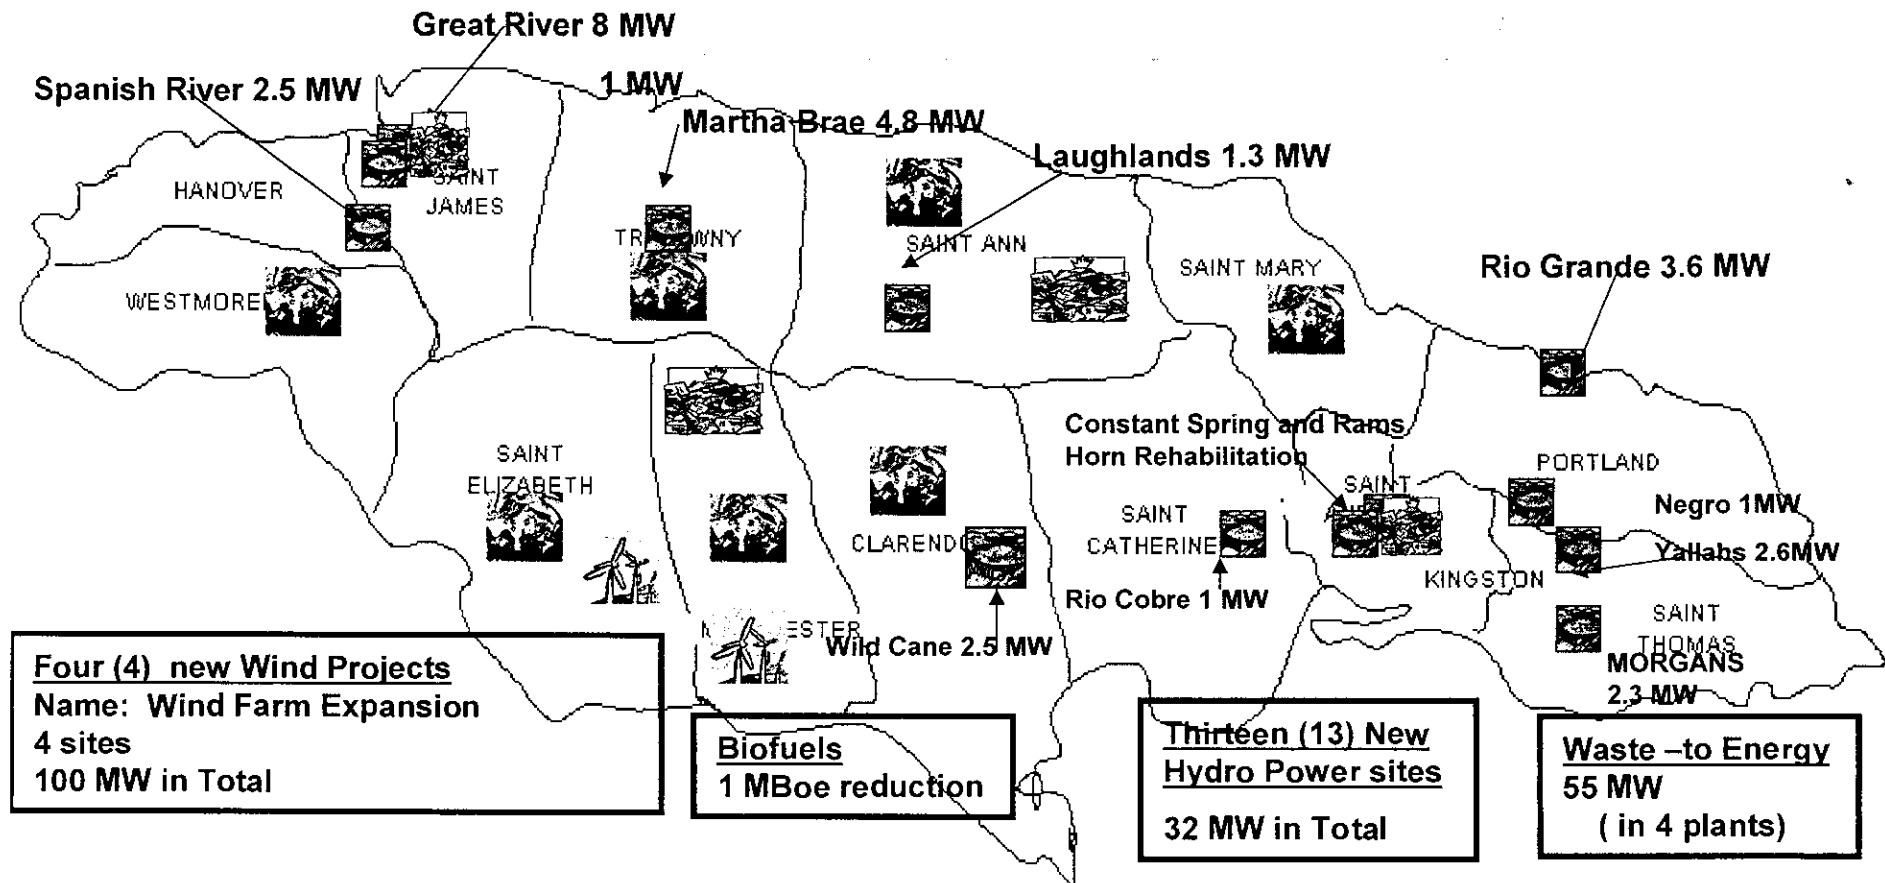 Great River 8 MW
Spanish River 2.5 MW
1 MW
Martha Brae 4.8 MW
Laughlands 1.3 MW
HANOVER
SAINT
JAMES
TR WNY
SAINT ANN
SAINT MARY
Rio Grande 3.6 MW
WESTMORE
Constant Spring and Rams
Horn Rehabilitation
SAINT
ELIZABETH
PORTLAND
SAINT
Negro 1MW
SAINT
CATHERINE
CLARENDO
Yallahs 2.6MW
KINGSTON
Rio Cobre 1 MW
SAINT
THOMAS
M ESTER
Wild Cane 2.5 MW
MORGANS
2.3 MW
Four (4) new Wind Projects
Name: Wind Farm Expansion
4 sites
100 MW in Total
Biofuels
1 MBoe reduction
Thirteen (13) New
Hydro Power sites
32 MW in Total
Waste –to Energy
55 MW
( in 4 plants)